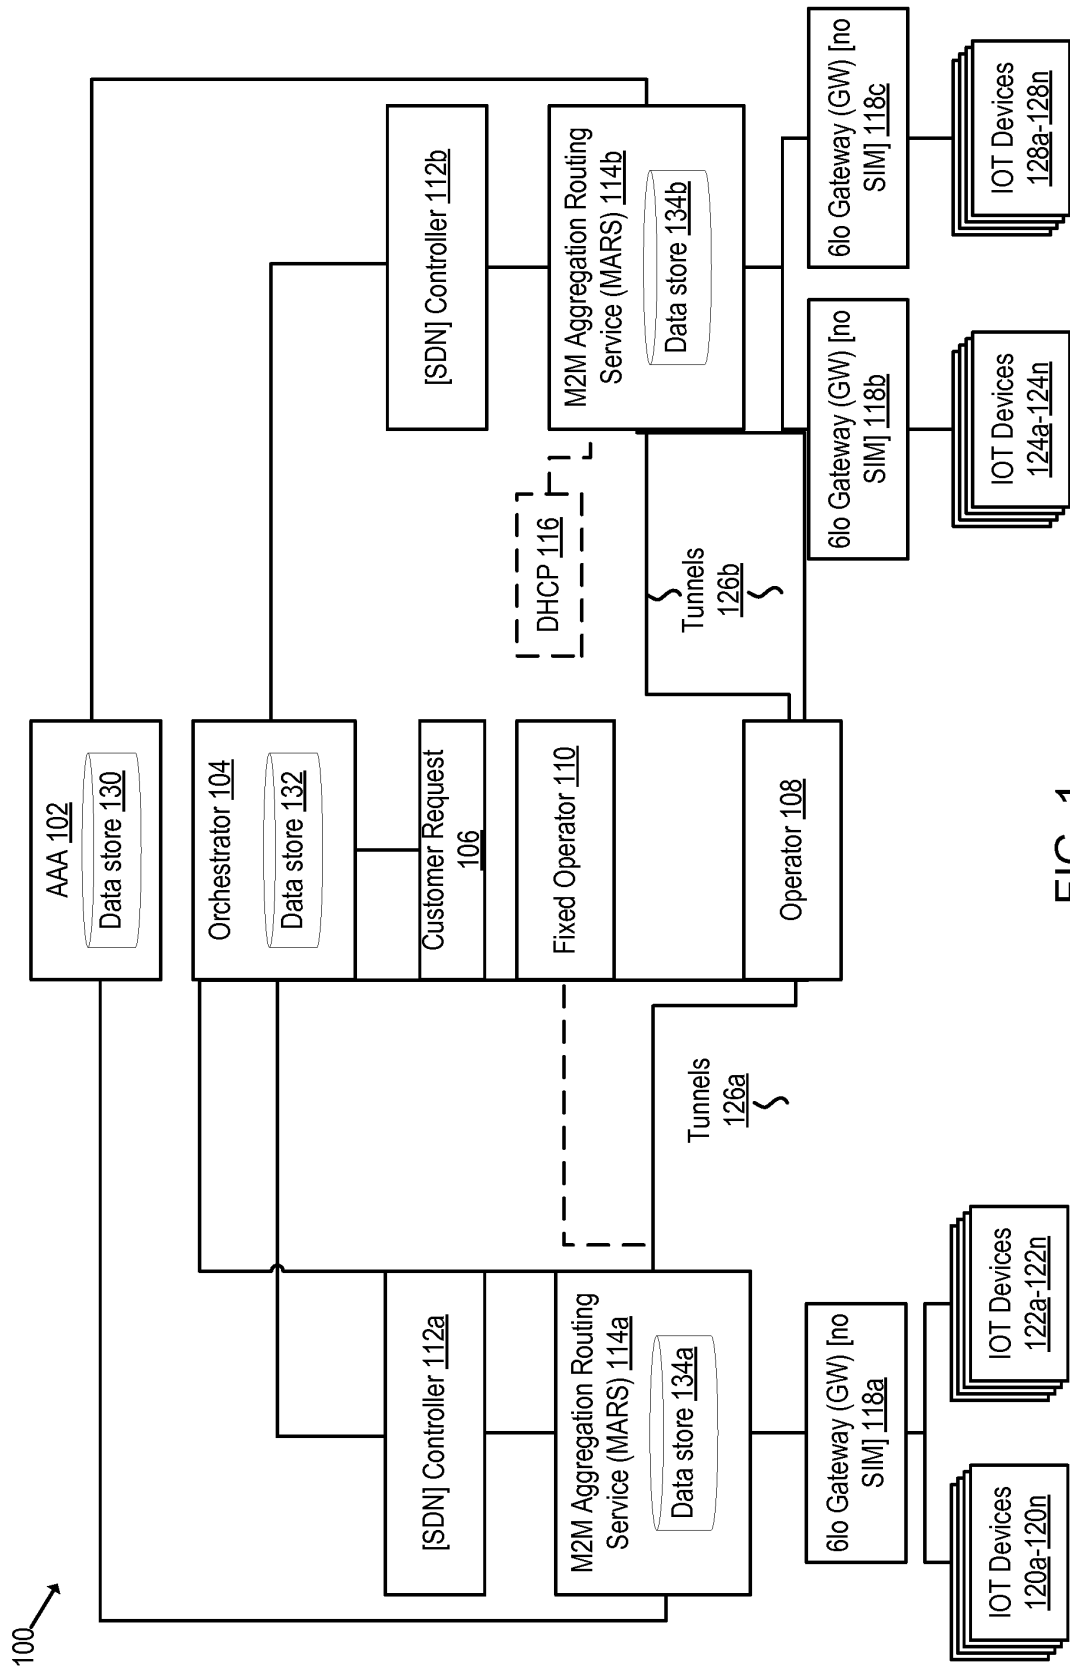 100
AAA 102
Data store 130
Orchestrator 104
Data store 132
Customer Request
106
Fixed Operator 110
Operator 108
[SDN] Controller 112a
M2M Aggregation Routing
Service (MARS) 114a
Data store 134a
6lo Gateway (GW) [no
SIM] 118a
IOT Devices
120a-120n
IOT Devices
122a-122n
Tunnels
126a
DHCP 116
Tunnels
126b
[SDN] Controller 112b
M2M Aggregation Routing
Service (MARS) 114b
Data store 134b
6lo Gateway (GW) [no
SIM] 118b
6lo Gateway (GW) [no
SIM] 118c
IOT Devices
124a-124n
IOT Devices
128a-128n
FIG. 1